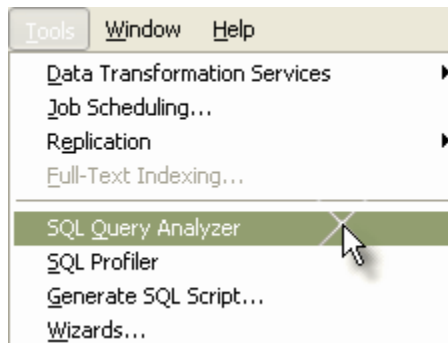 Tools Window Help
Data Transformation Services
Job Scheduling...
Replication
Full-Text Indexing...
SQL Query Analyzer
SQL Profiler
Generate SQL Script...
Wizards...